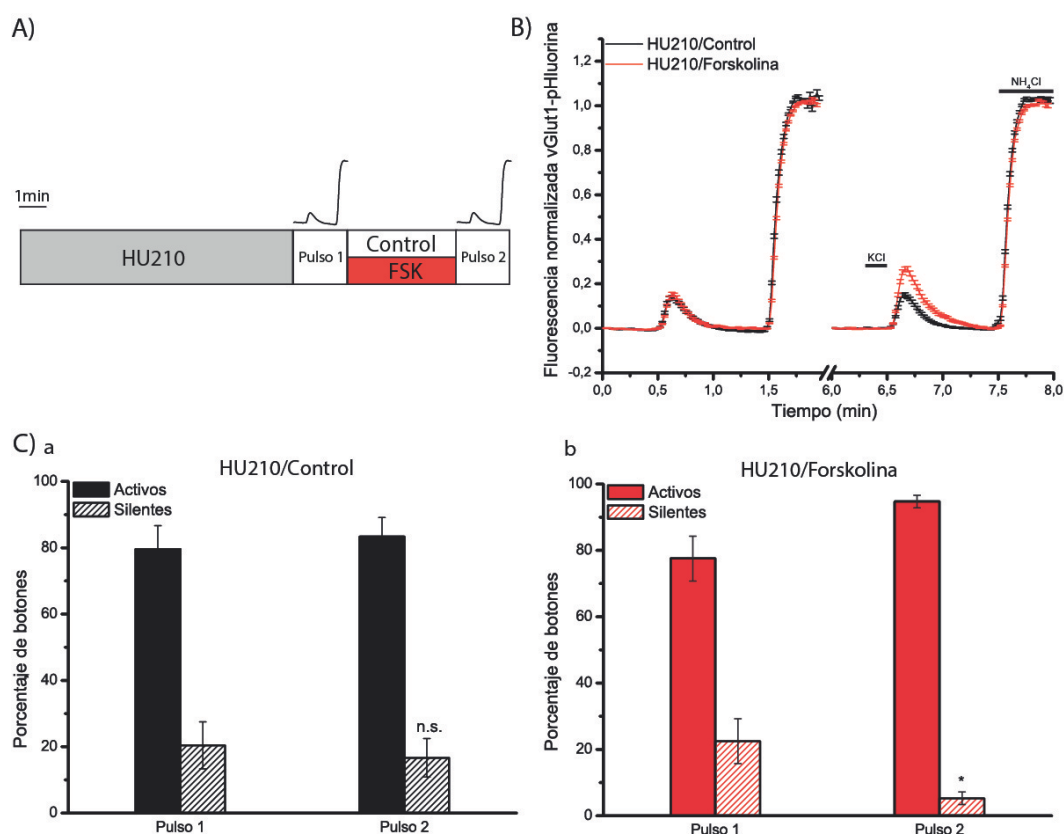 A)
1min
HU210
Pulso 1
Control
FSK
Pulso 2
B)
HU210/Control
HU210/Forskolina
Fluorescencia normalizada vGlut1-pHluorina
1,2
1,0
0,8
0,6
0,4
0,2
0,0
-0,2
KCl
NH₄Cl
0,0
0,5
1,0
1,5
6,0
6,5
7,0
7,5
8,0
Tiempo (min)
C) a
HU210/Control
Activos
Silentes
Porcentaje de botones
100
80
60
40
20
0
n.s.
Pulso 1
Pulso 2
b
HU210/Forskolina
Activos
Silentes
Porcentaje de botones
100
80
60
40
20
0
*
Pulso 1
Pulso 2